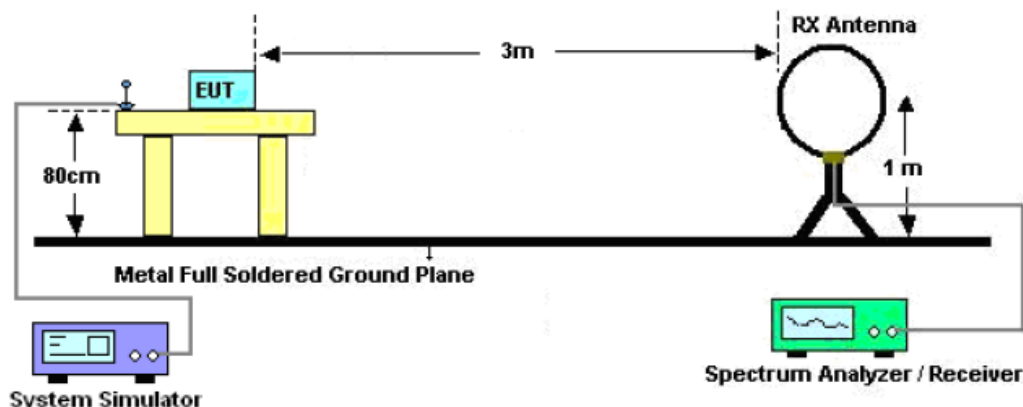 RX Antenna
3m
EUT
80cm
1 m
Metal Full Soldered Ground Plane
System Simulator
Spectrum Analyzer / Receiver